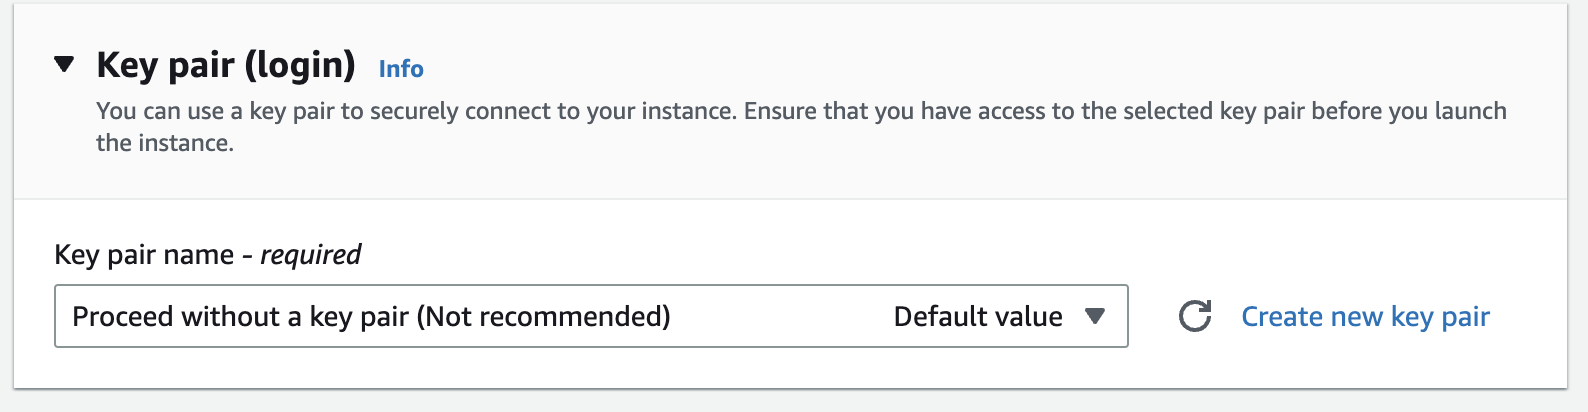 Key pair (login) Info
You can use a key pair to securely connect to your instance. Ensure that you have access to the selected key pair before you launch
the instance.
Key pair name - required
Proceed without a key pair (Not recommended) Default value Create new key pair